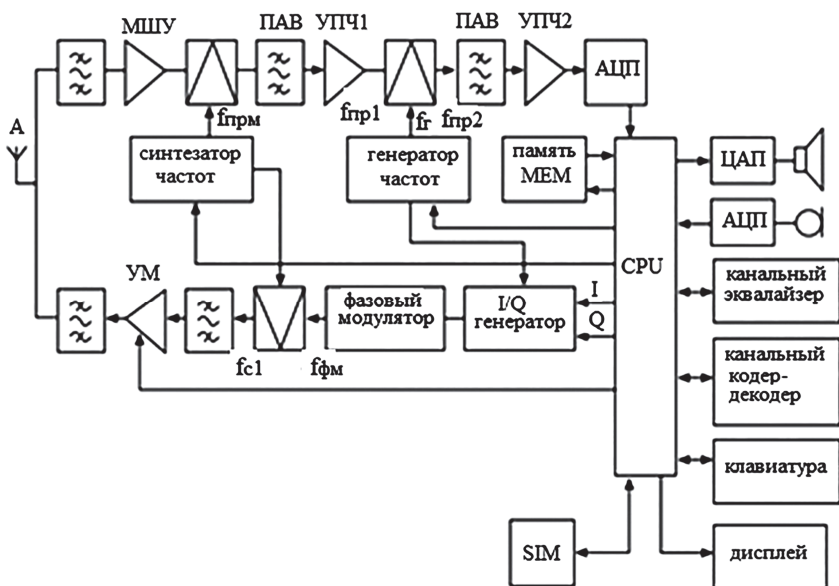 МШУ
ПАВ
УПЧ1
ПАВ
УПЧ2
АЦП
А
fпрм
fпр1
fг
fпр2
синтезатор
частот
генератор
частот
память
МЕМ
CPU
ЦАП
АЦП
УМ
фазовый
модулятор
I/Q
генератор
I
Q
fс1
fфм
канальный
эквалайзер
канальный
кодер-
декодер
клавиатура
SIM
дисплей